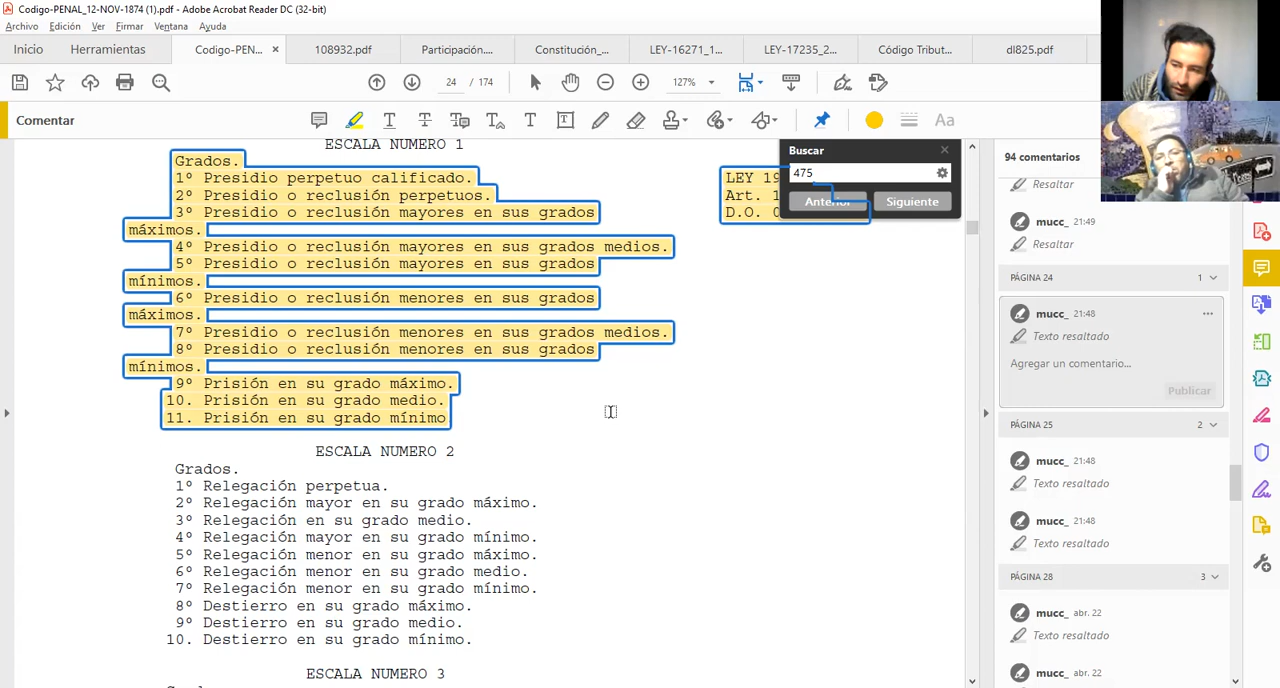 Codigo-PENAL_12-NOV-1874 (1).pdf - Adobe Acrobat Reader DC (32-bit)
Archivo Edición Ver Firmar Ventana Ayuda
Inicio Herramientas Codigo-PEN... × 108932.pdf Participación.... Constitución_... LEY-16271_1... LEY-17235_2... Código Tribut... dl825.pdf
24 / 174 127%
Comentar
Aa
ESCALA NUMERO 1
Grados.
1º Presidio perpetuo calificado.
2º Presidio o reclusión perpetuos.
3º Presidio o reclusión mayores en sus grados
máximos.
4º Presidio o reclusión mayores en sus grados medios.
5º Presidio o reclusión mayores en sus grados
mínimos.
6º Presidio o reclusión menores en sus grados
máximos.
7º Presidio o reclusión menores en sus grados medios.
8º Presidio o reclusión menores en sus grados
mínimos.
9º Prisión en su grado máximo.
10. Prisión en su grado medio.
11. Prisión en su grado mínimo
LEY 19
Art. 1
D.O. 0
Buscar
475
Anterior Siguiente
ESCALA NUMERO 2
Grados.
1º Relegación perpetua.
2º Relegación mayor en su grado máximo.
3º Relegación en su grado medio.
4º Relegación mayor en su grado mínimo.
5º Relegación menor en su grado máximo.
6º Relegación menor en su grado medio.
7º Relegación menor en su grado mínimo.
8º Destierro en su grado máximo.
9º Destierro en su grado medio.
10. Destierro en su grado mínimo.
ESCALA NUMERO 3
94 comentarios
Resaltar
mucc_ 21:49
Resaltar
PÁGINA 24 1
mucc_ 21:48
Texto resaltado
Agregar un comentario...
Publicar
PÁGINA 25 2
mucc_ 21:48
Texto resaltado
mucc_ 21:48
Texto resaltado
PÁGINA 28 3
mucc_ abr. 22
Texto resaltado
mucc_ abr. 22